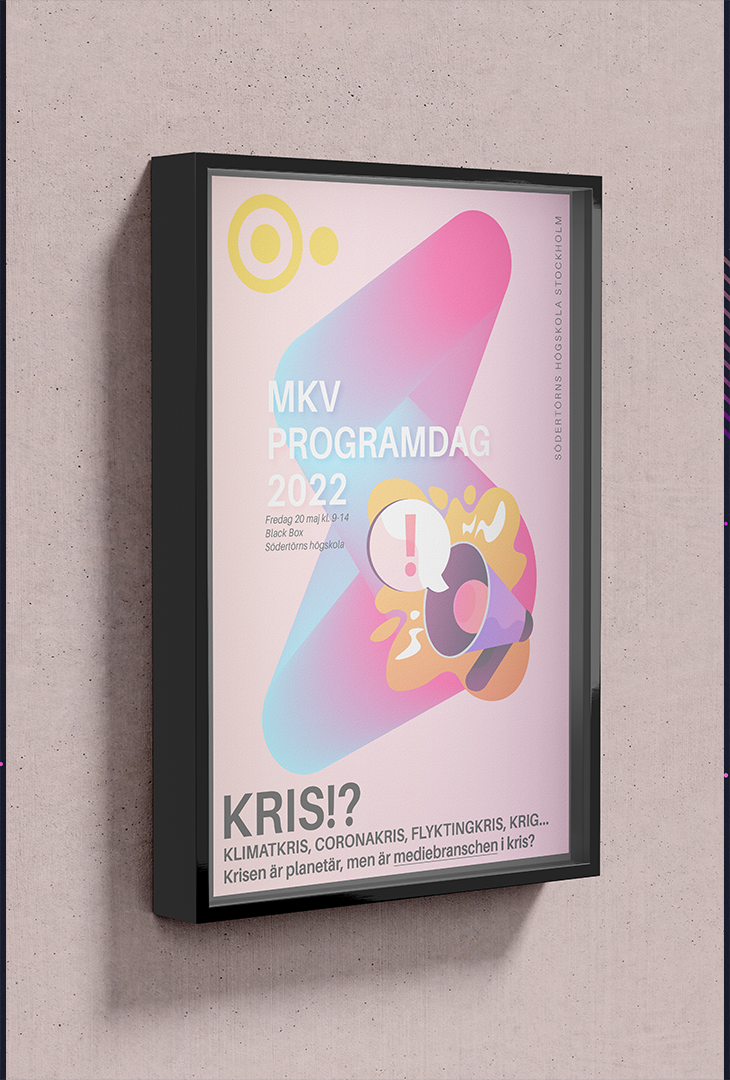 SÖDERTÖRNS HÖGSKOLA STOCKHOLM
MKV
PROGRAMDAG
2022
Fredag 20 maj kl. 9-14
Black Box
Södertörns högskola
!
KRIS!?
KLIMATKRIS, CORONAKRIS, FLYKTINGKRIS, KRIG...
Krisen är planetär, men är mediebranschen i kris?